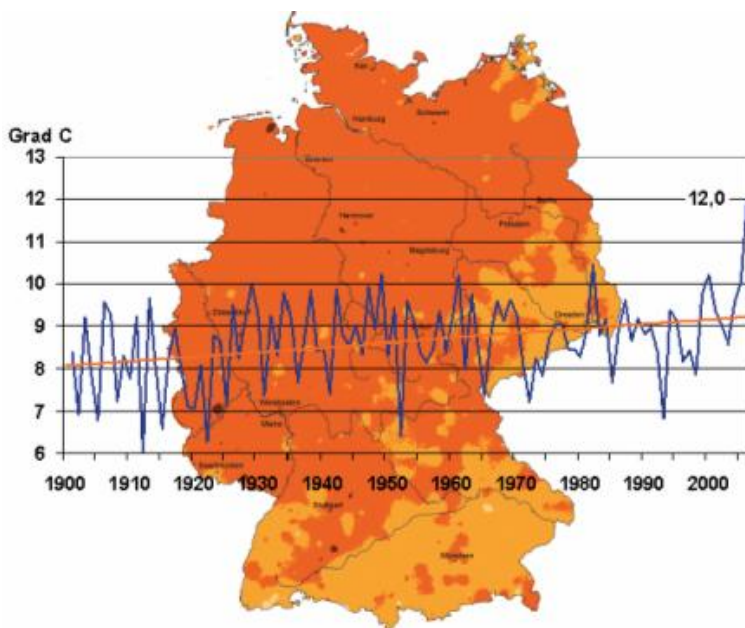 Kiel
Hamburg
Schwerin
Grad C
13
Bremen
12
12,0
Berlin
Hannover
Potsdam
11
Magdeburg
10
Düsseldorf
Dresden
9
8
Wiesbaden
7
Mainz
6
Saarbrücken
1900 1910 1920 1930 1940 1950 1960 1970 1980 1990 2000
Stuttgart
München